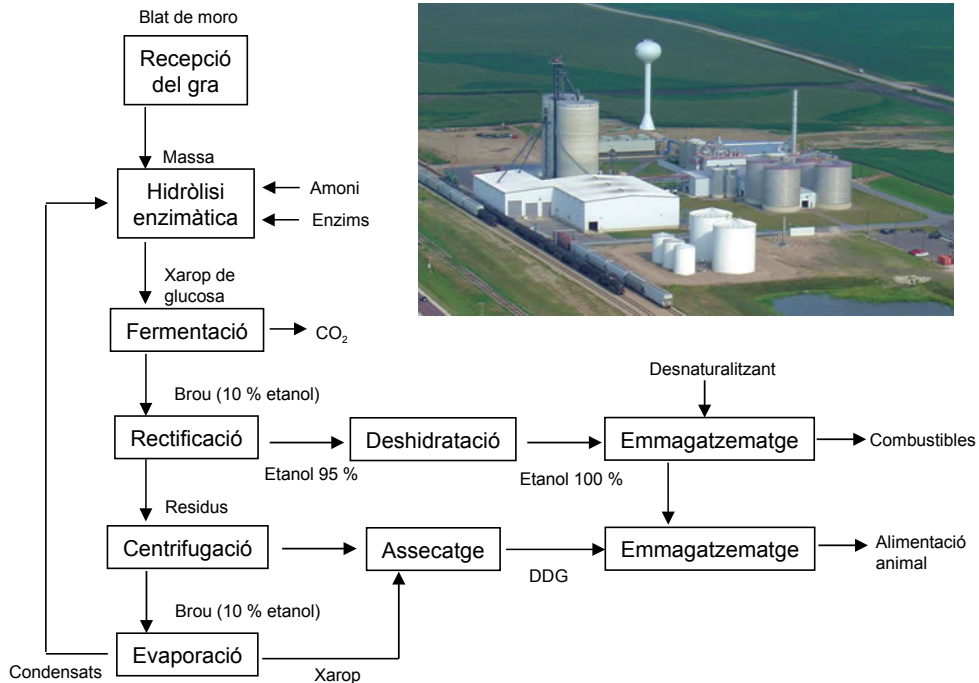 Blat de moro
Recepció
del gra
Massa
Hidròlisi
enzimàtica
Amoni
Enzims
Xarop de
glucosa
Fermentació
CO₂
Brou (10 % etanol)
Desnaturalitzant
Rectificació
Deshidratació
Emmagatzematge
Combustibles
Etanol 95 %
Etanol 100 %
Residus
Centrifugació
Assecatge
Emmagatzematge
Alimentació
animal
DDG
Brou (10 % etanol)
Evaporació
Condensats
Xarop